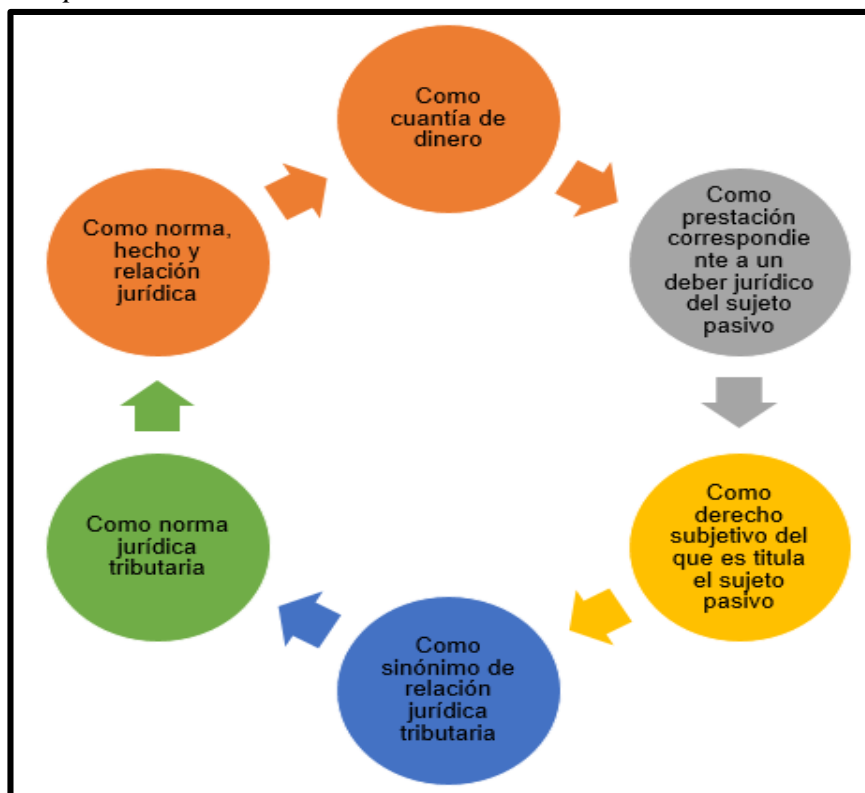 Como
cuantía de
dinero
Como
prestación
correspondie
nte a un
deber jurídico
del sujeto
pasivo
Como
derecho
subjetivo del
que es titula
el sujeto
pasivo
Como
sinónimo de
relación
jurídica
tributaria
Como norma
jurídica
tributaria
Como norma,
hecho y
relación
jurídica